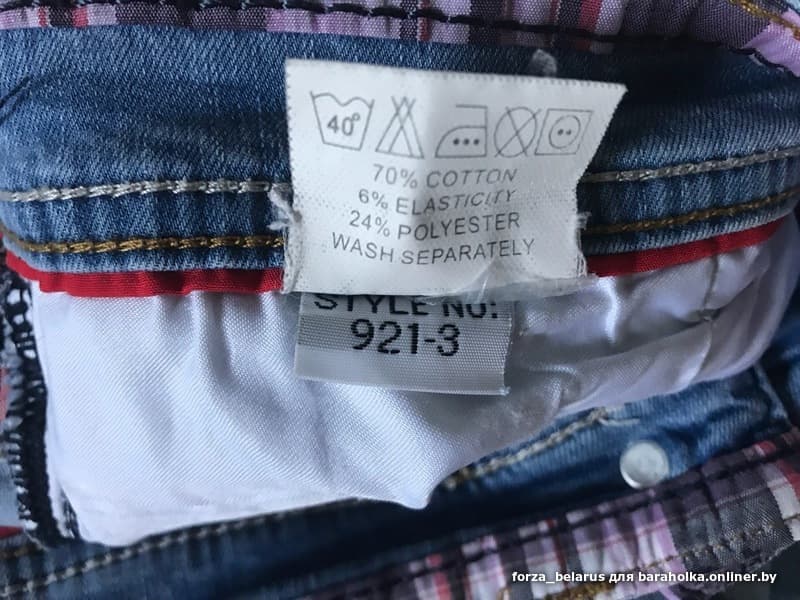 40°
70% COTTON
6% ELASTICITY
24% POLYESTER
WASH SEPARATELY
STYLE NO:
921-3
forza_belarus для baraholka.onliner.by